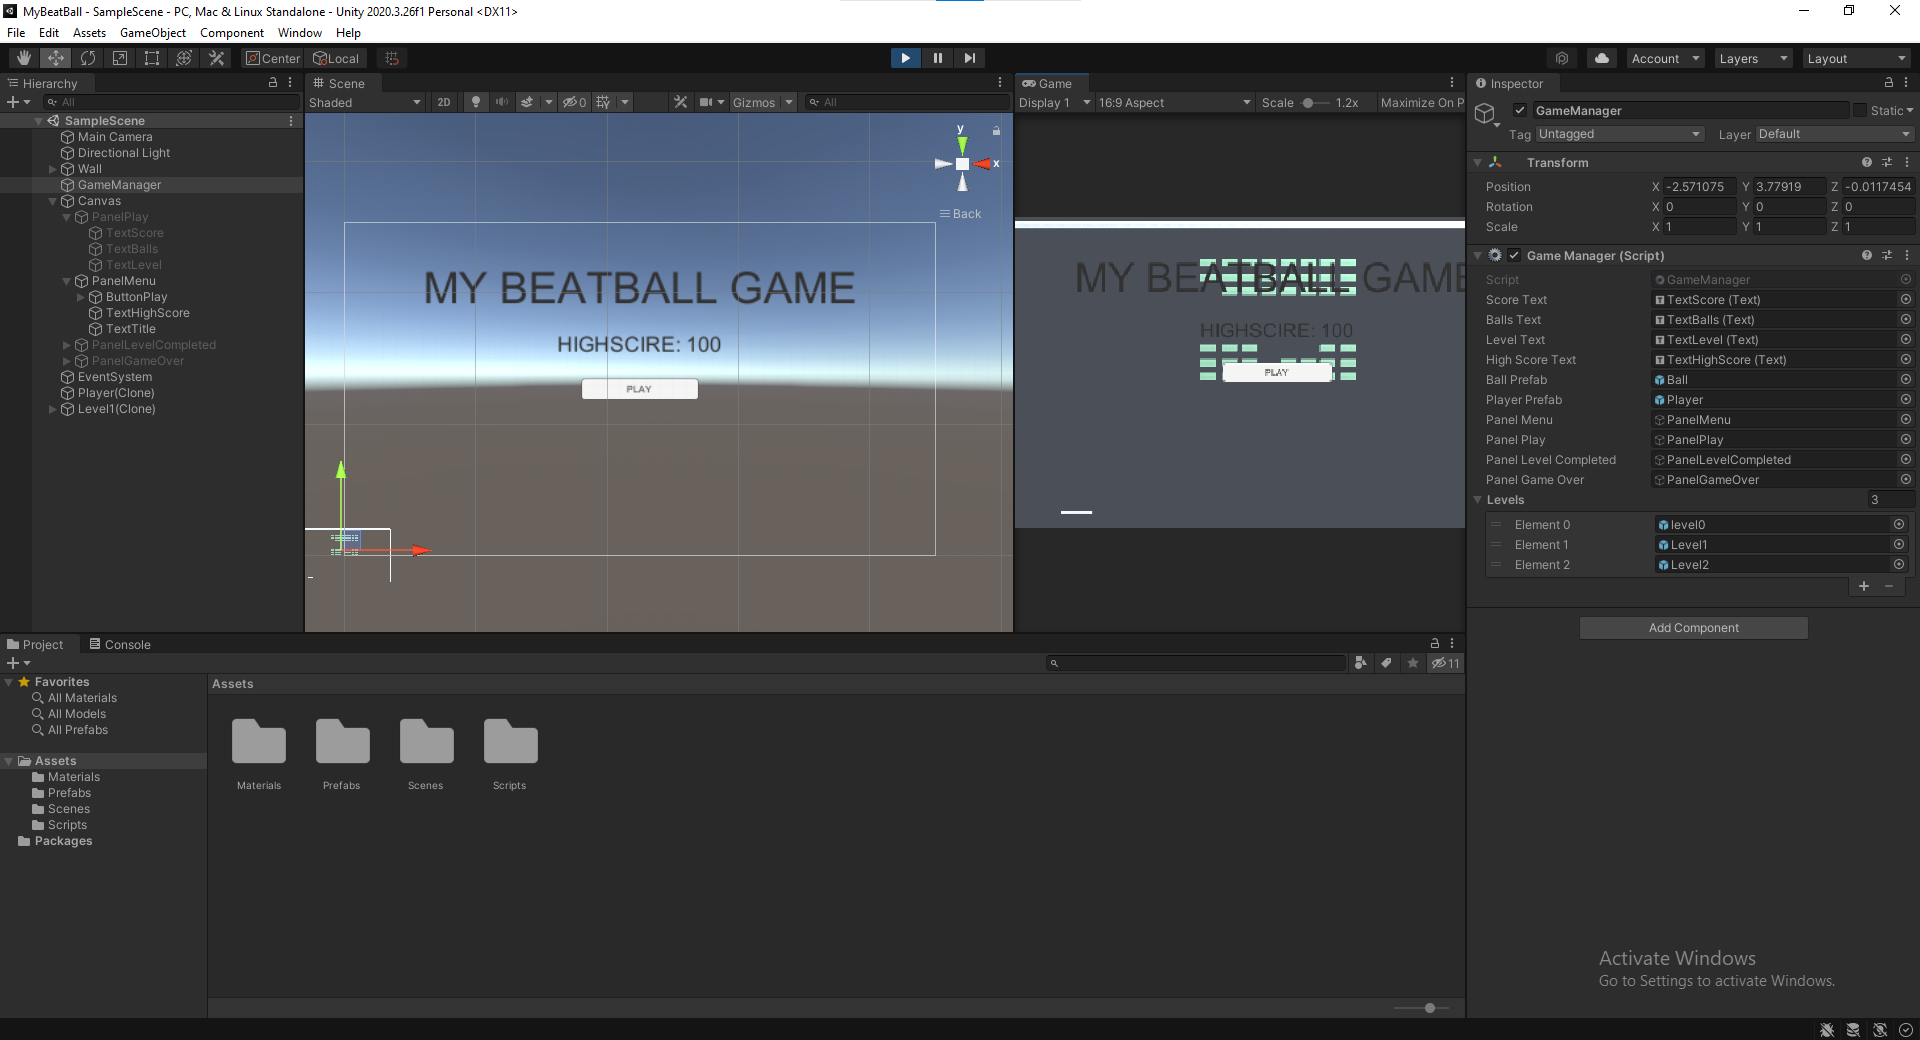 MyBeatBall - SampleScene - PC, Mac & Linux Standalone - Unity 2020.3.26f1 Personal <DX11>
File Edit Assets GameObject Component Window Help
Center Local Account Layers Layout
Hierarchy
All
SampleScene
Main Camera
Directional Light
Wall
GameManager
Canvas
PanelPlay
TextScore
TextBalls
TextLevel
PanelMenu
ButtonPlay
TextHighScore
TextTitle
PanelLevelCompleted
PanelGameOver
EventSystem
Player(Clone)
Level1(Clone)
Scene
Shaded 2D 0 Gizmos All
y
x
Back
MY BEATBALL GAME
HIGHSCIRE: 100
PLAY
Game
Display 1 16:9 Aspect Scale 1.2x Maximize On P
MY BEATBALL GAME
HIGHSCIRE: 100
PLAY
Inspector
GameManager Static
Tag Untagged Layer Default
Transform
Position X -2.571075 Y 3.77919 Z -0.0117454
Rotation X 0 Y 0 Z 0
Scale X 1 Y 1 Z 1
Game Manager (Script)
Script GameManager
Score Text TextScore (Text)
Balls Text TextBalls (Text)
Level Text TextLevel (Text)
High Score Text TextHighScore (Text)
Ball Prefab Ball
Player Prefab Player
Panel Menu PanelMenu
Panel Play PanelPlay
Panel Level Completed PanelLevelCompleted
Panel Game Over PanelGameOver
Levels 3
Element 0 level0
Element 1 Level1
Element 2 Level2
Add Component
Project Console
11
Favorites
All Materials
All Models
All Prefabs
Assets
Materials
Prefabs
Scenes
Scripts
Packages
Assets
Materials Prefabs Scenes Scripts
Activate Windows
Go to Settings to activate Windows.